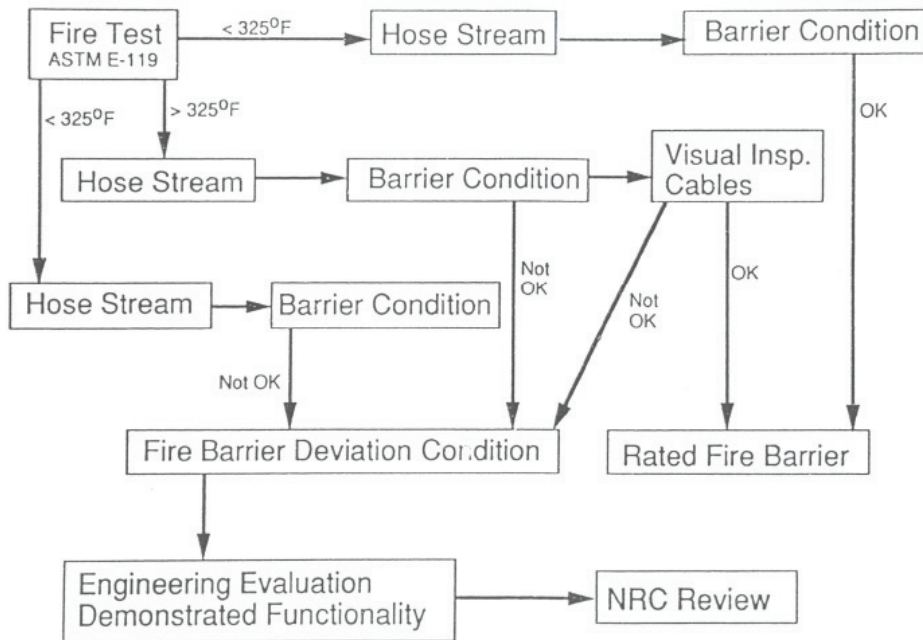 Fire Test
ASTM E-119
< 325°F
Hose Stream
Barrier Condition
OK
< 325°F
> 325°F
Hose Stream
Barrier Condition
Visual Insp.
Cables
Not
OK
Not
OK
OK
Hose Stream
Barrier Condition
Not OK
Fire Barrier Deviation Condition
Rated Fire Barrier
Engineering Evaluation
Demonstrated Functionality
NRC Review